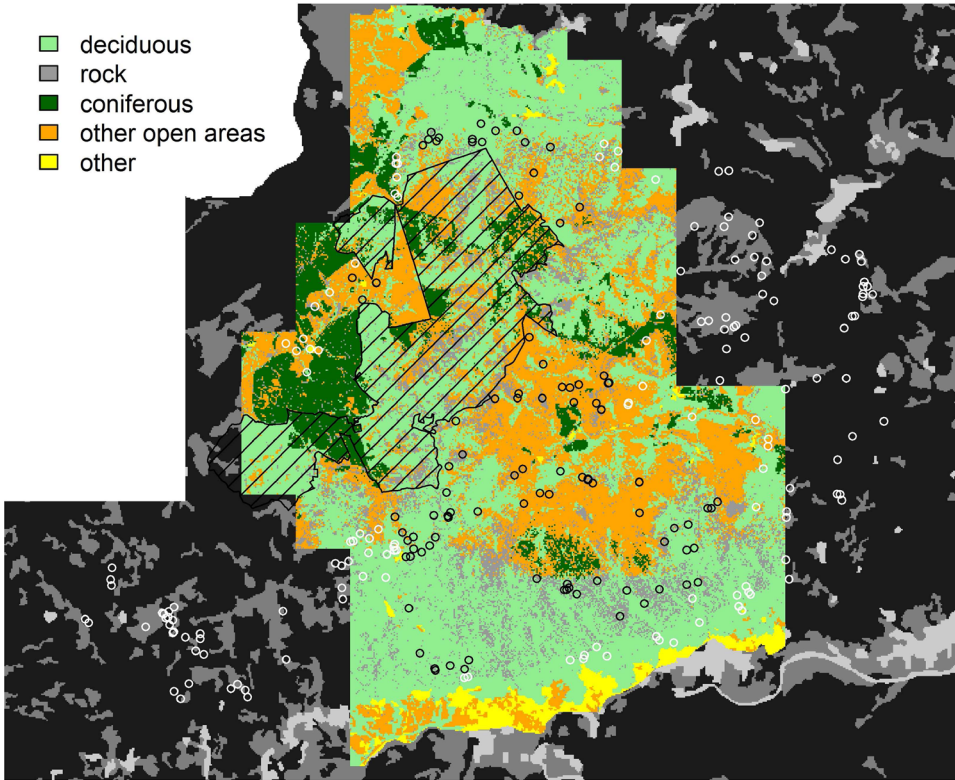 deciduous
rock
coniferous
other open areas
other